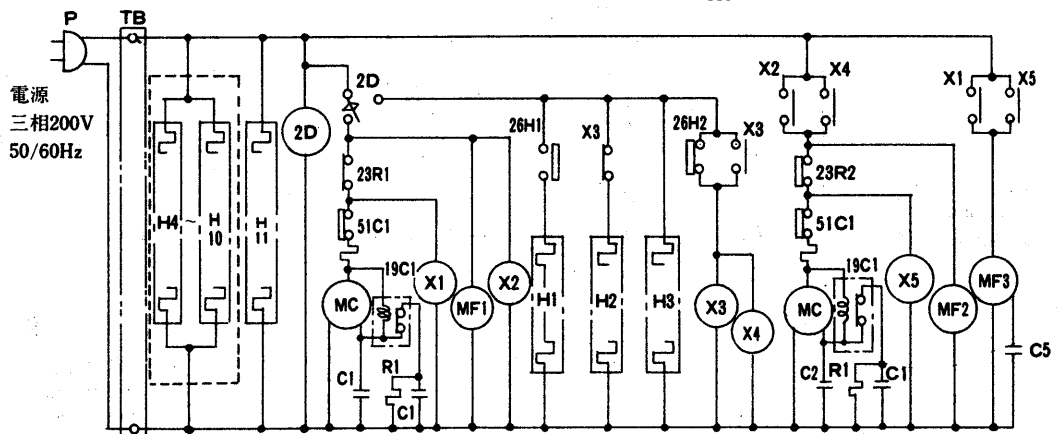 P
TB
電源
三相200V
50/60Hz
H4~H10
H11
2D
2D
23R1
51C1
19C1
MC
C1
R1
C1
X1
MF1
X2
26H1
H1
X3
H2
H3
26H2
X3
X3
X4
X2
X4
23R2
51C1
19C1
MC
C2
R1
C1
X5
MF2
X1
X5
MF3
C5